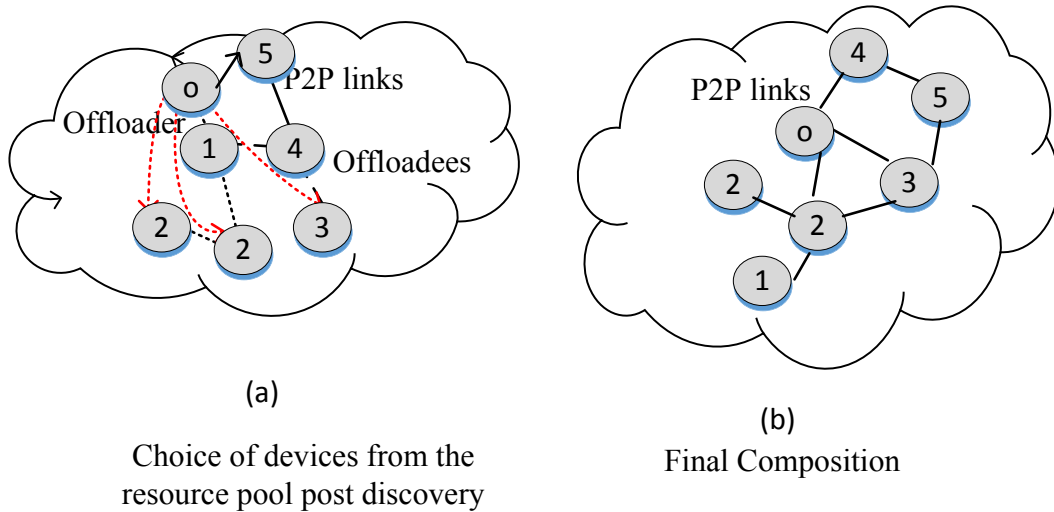 5
P2P links
o
Offloader
1
4
Offloadees
2
2
3
(a)
Choice of devices from the
resource pool post discovery
4
P2P links
5
o
2
3
2
1
(b)
Final Composition